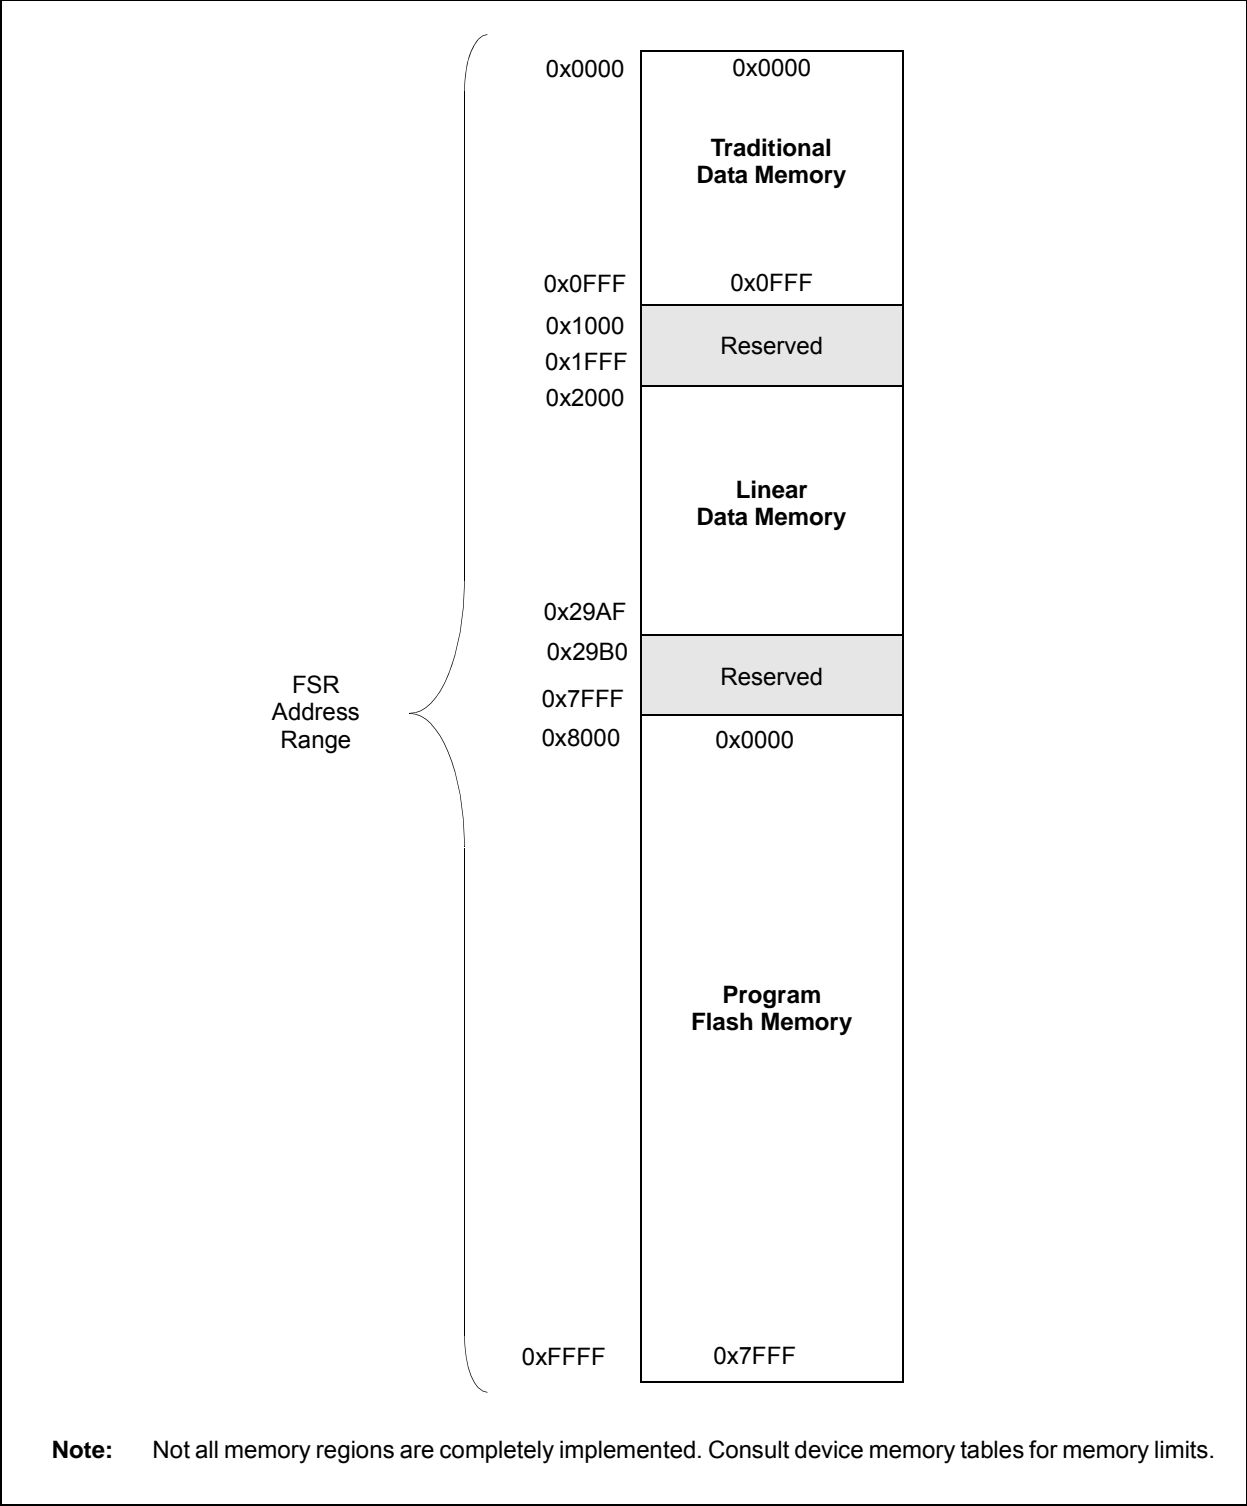 0x0000 0x0000
Traditional
Data Memory
0x0FFF 0x0FFF
0x1000
Reserved
0x1FFF
0x2000
Linear
Data Memory
0x29AF
0x29B0
Reserved
0x7FFF
FSR
Address
Range
0x8000 0x0000
Program
Flash Memory
0xFFFF 0x7FFF
Note: Not all memory regions are completely implemented. Consult device memory tables for memory limits.